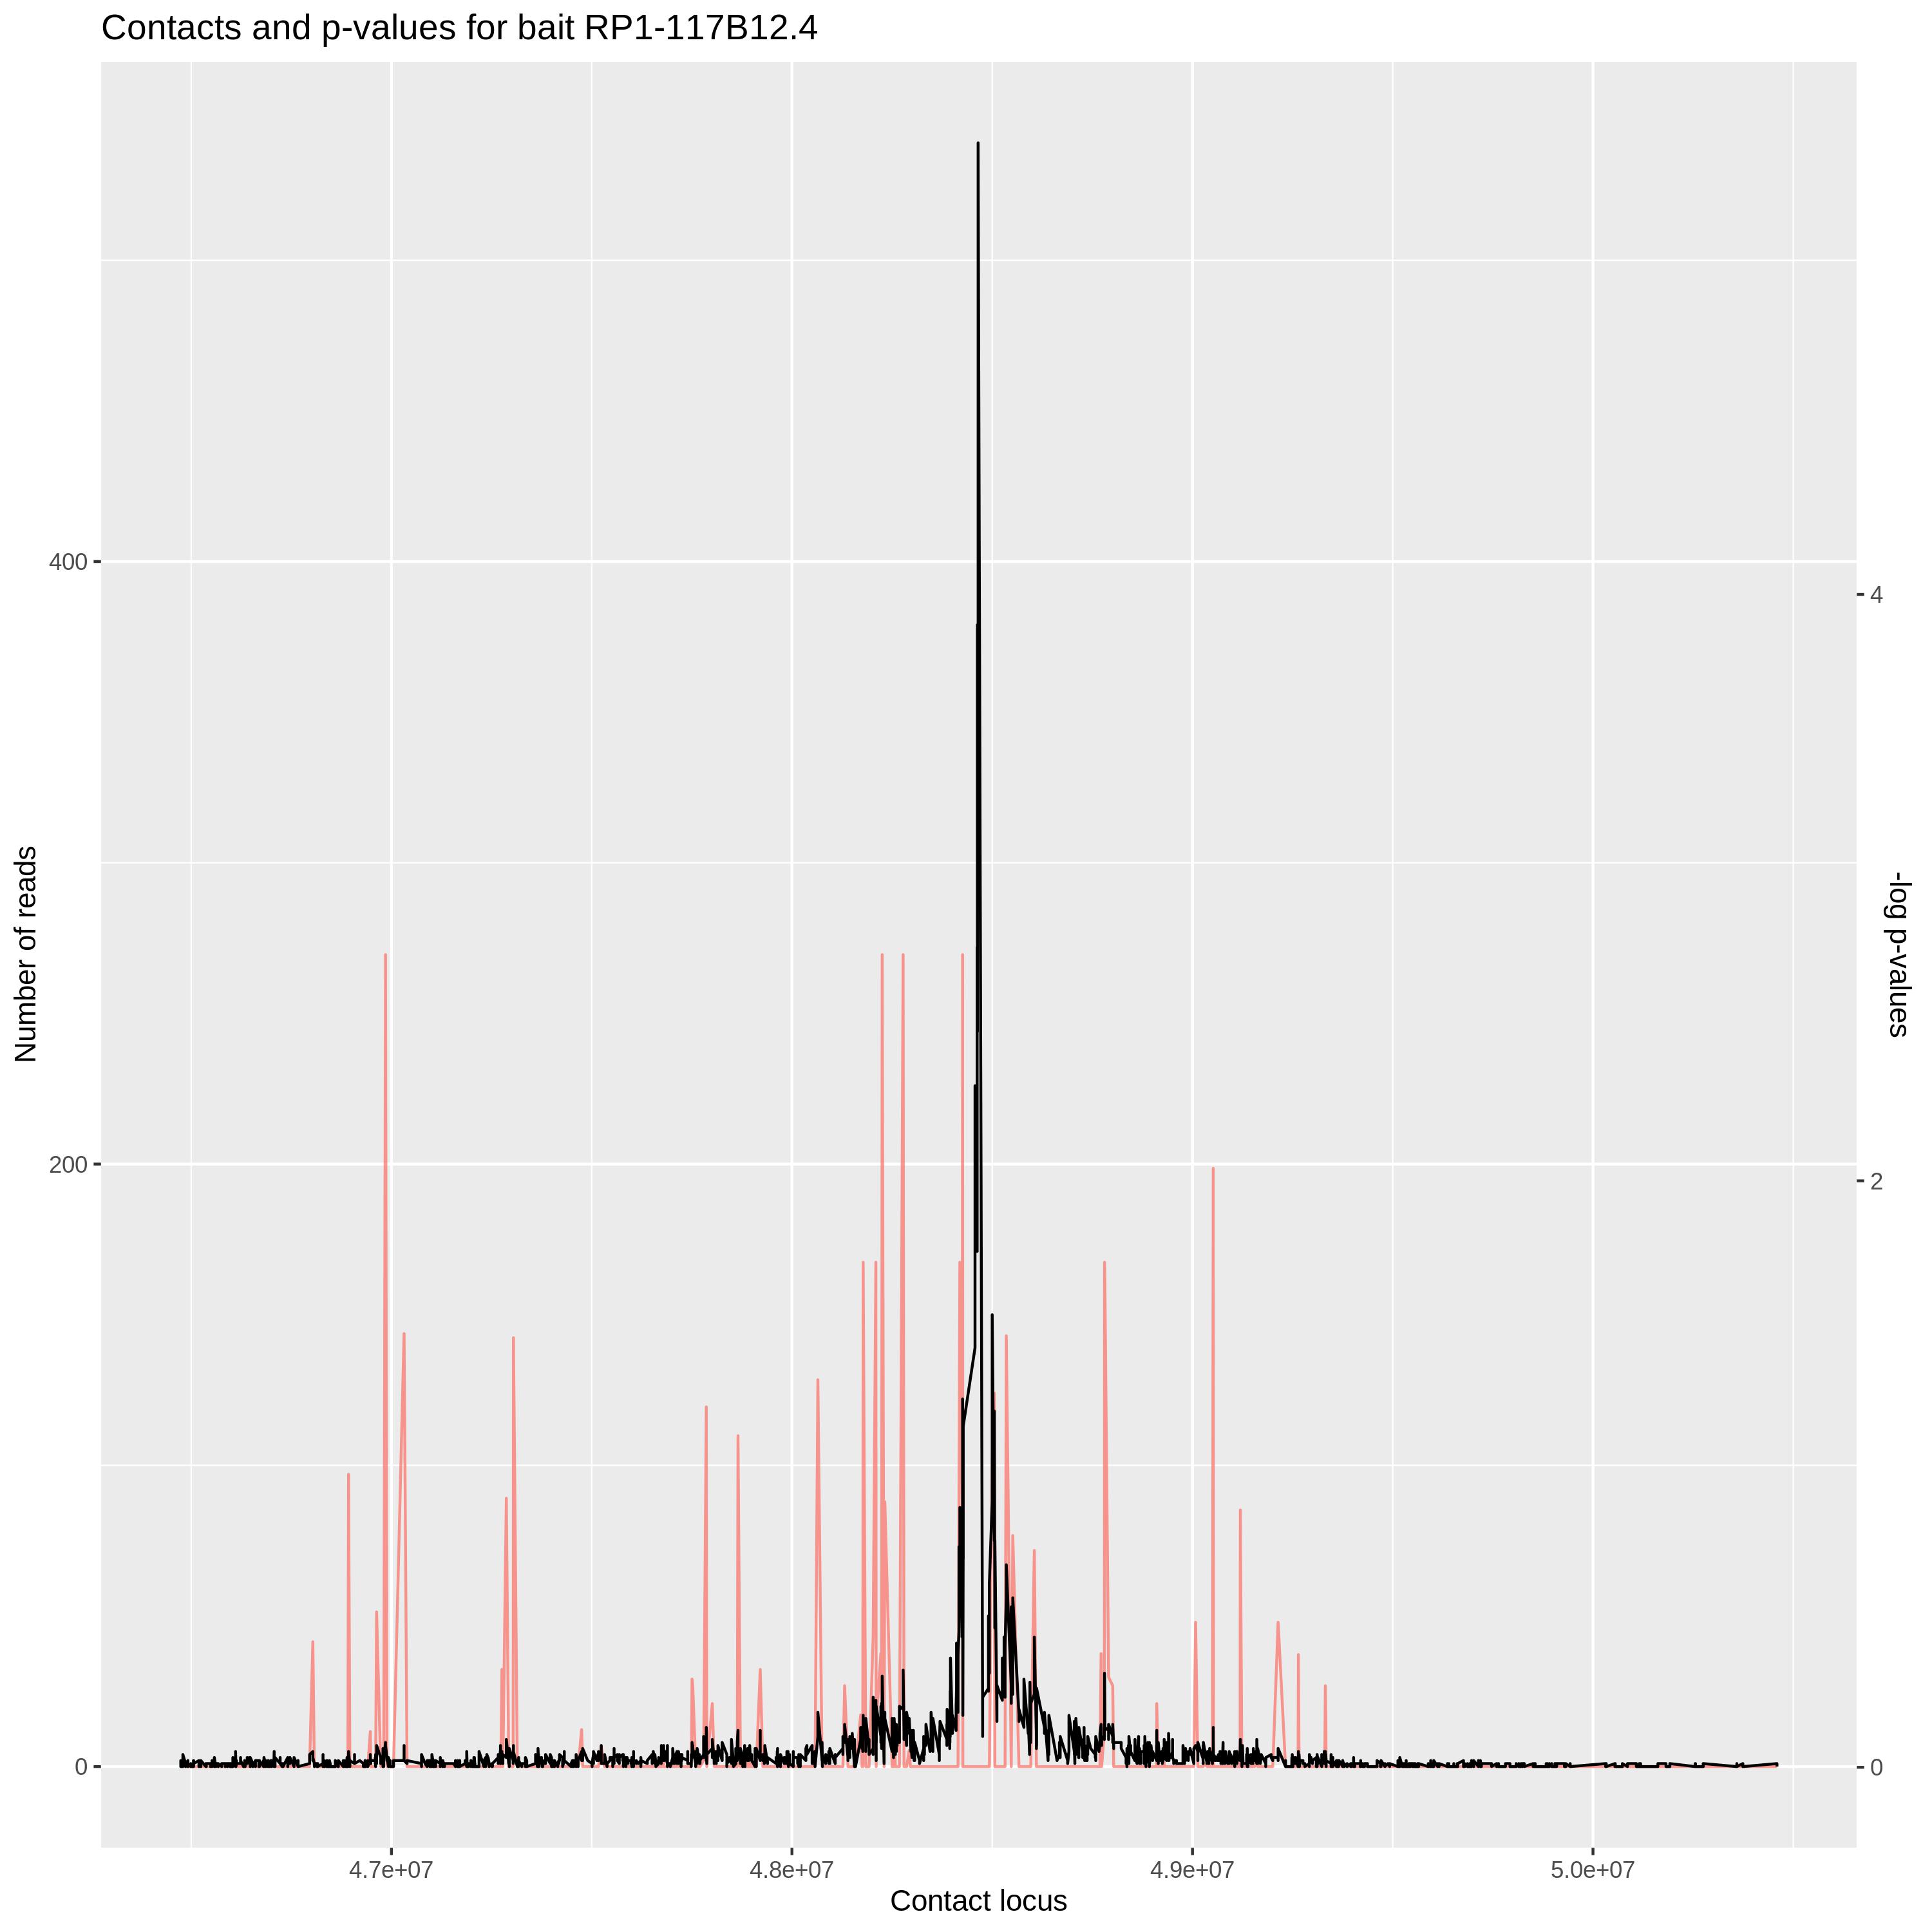 Contacts and p-values for bait RP1-117B12.4
Number of reads
400
200
0
4
2
0
-log p-values
4.7e+07
4.8e+07
4.9e+07
5.0e+07
Contact locus